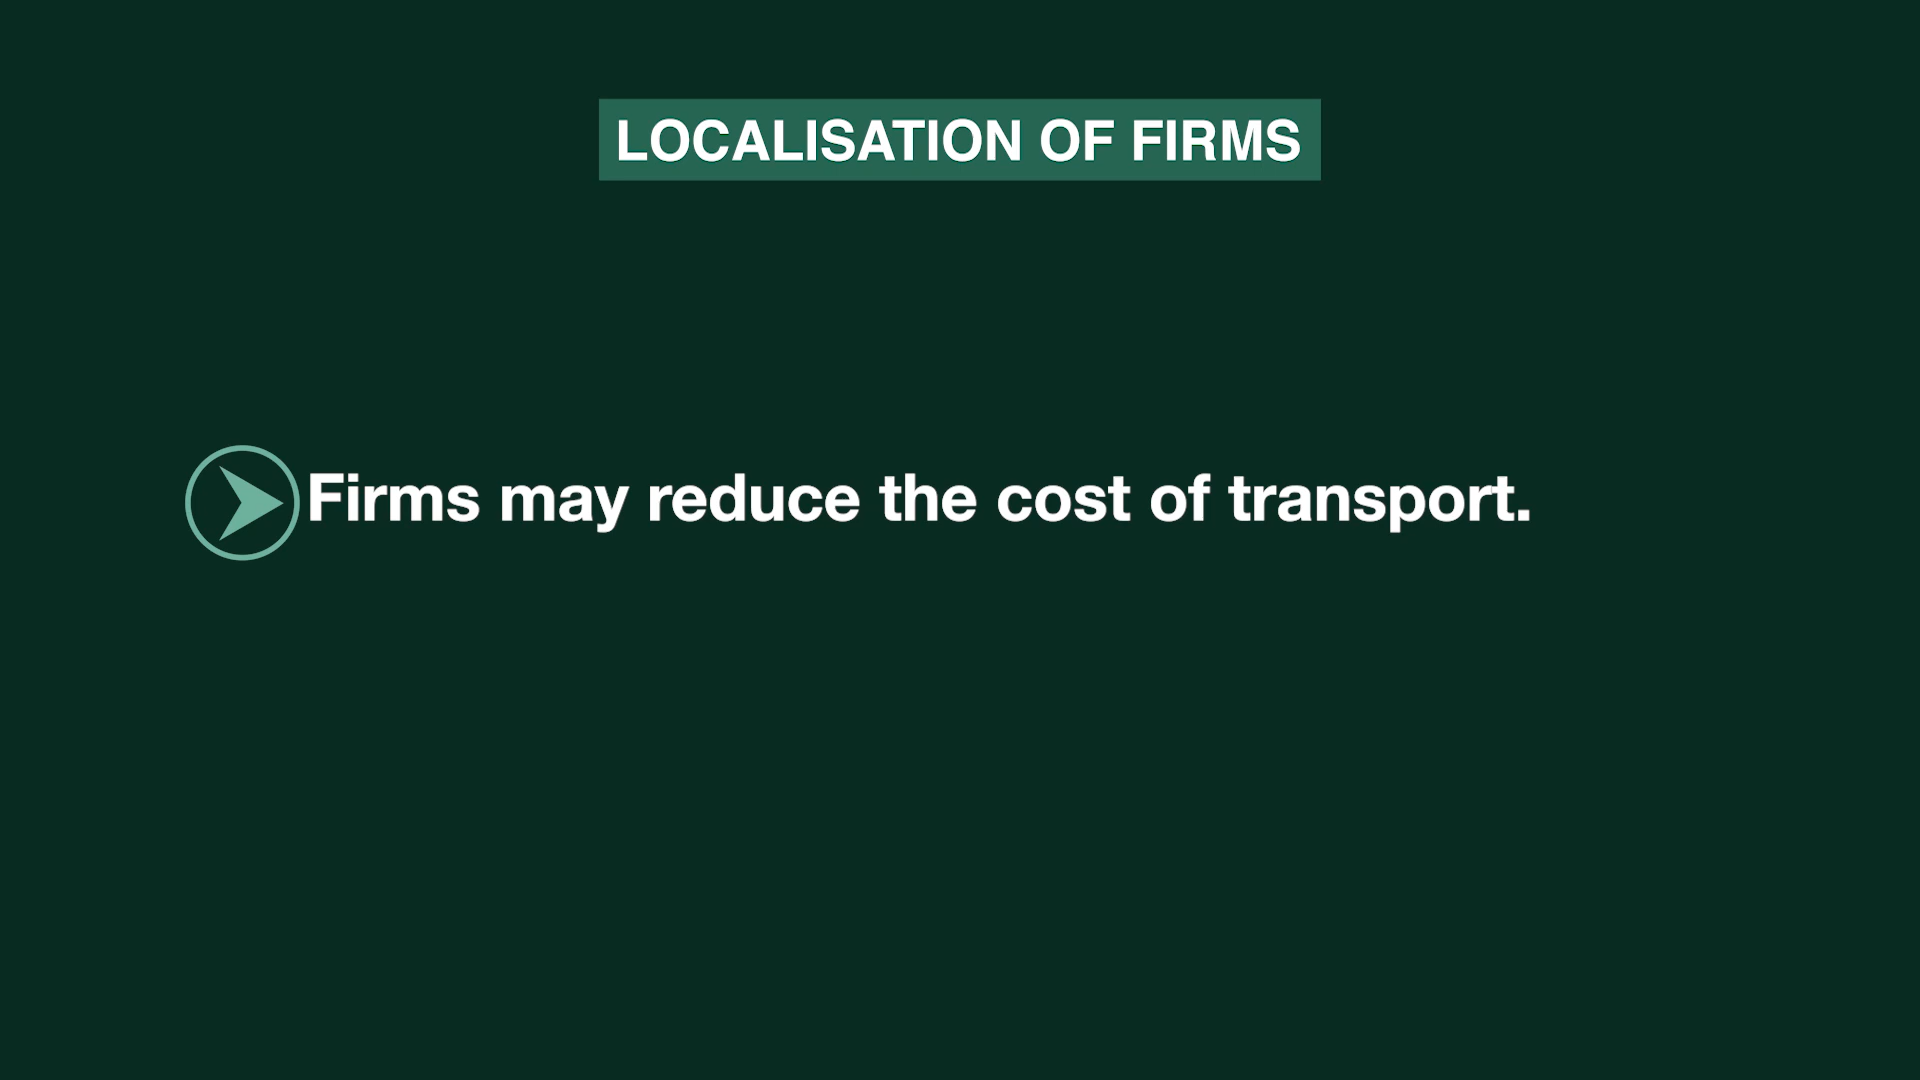 LOCALISATION OF FIRMS
Firms may reduce the cost of transport.